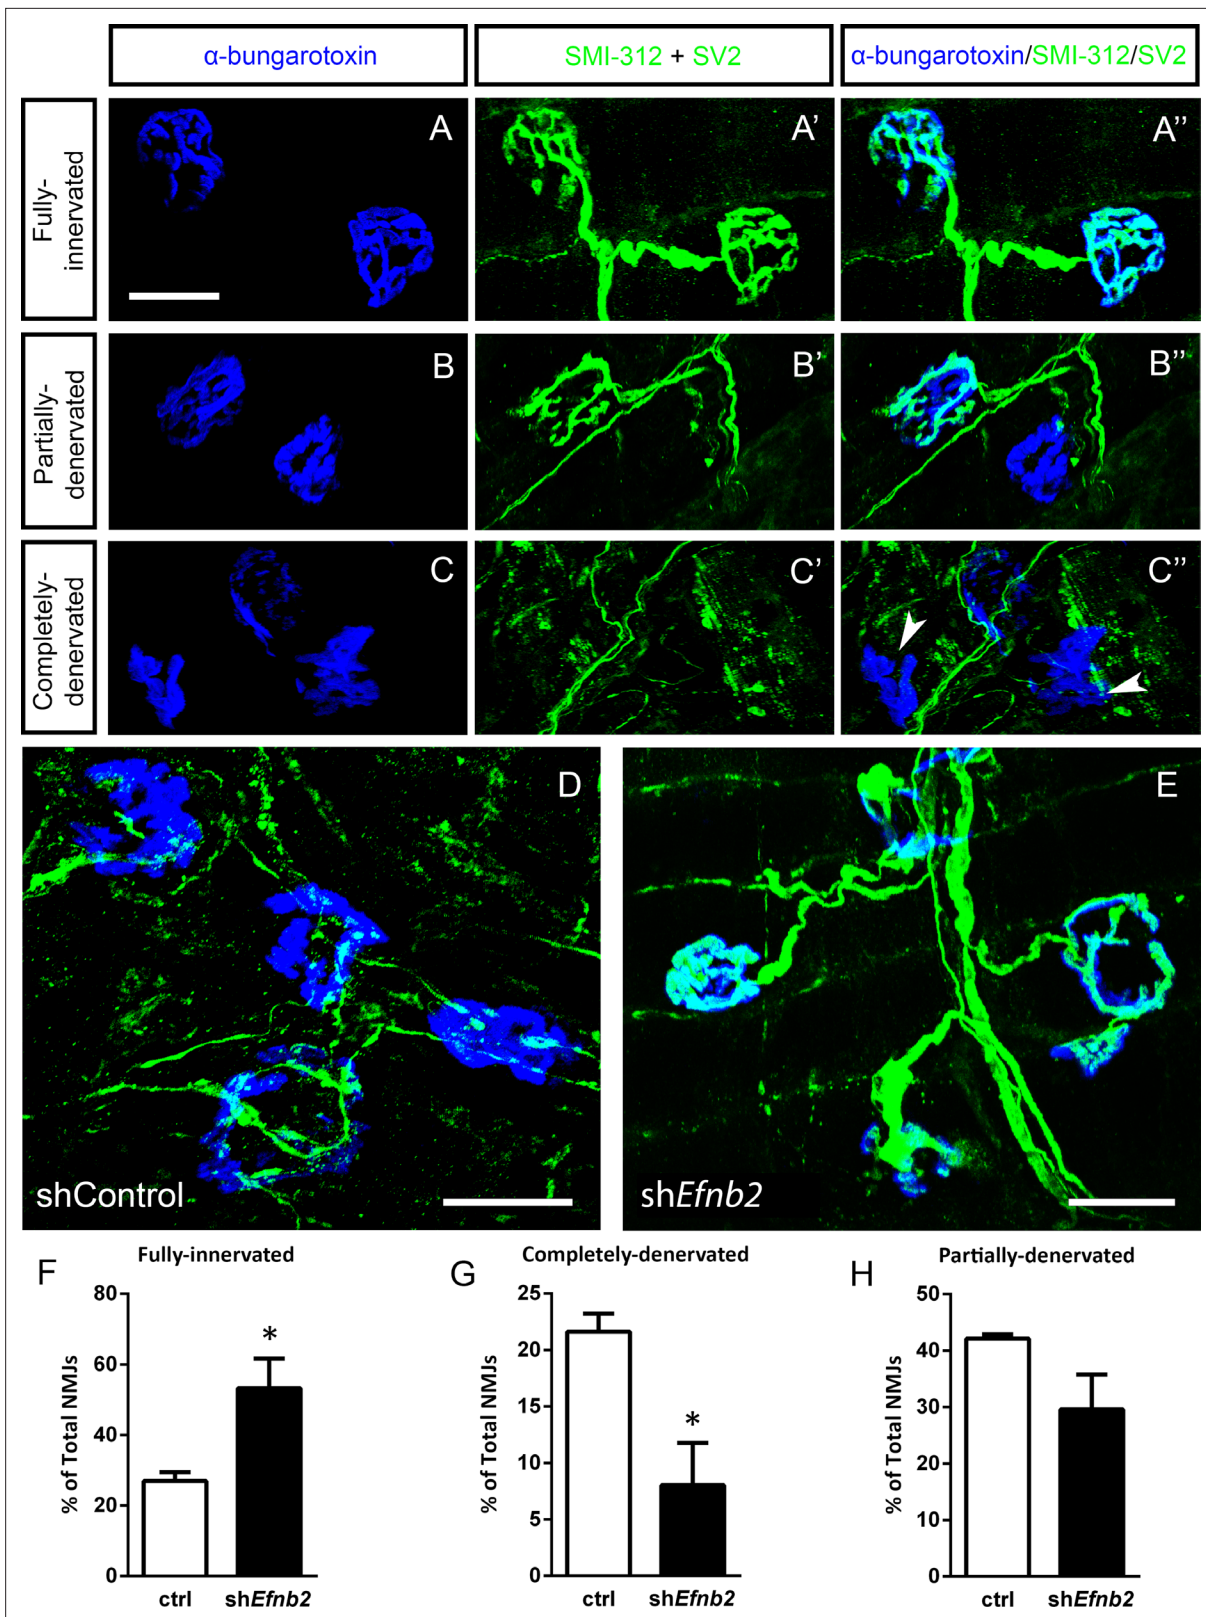 α-bungarotoxin
SMI-312 + SV2
α-bungarotoxin/SMI-312/SV2
Fully-
innervated
A
A’
A’’
Partially-
denervated
B
B’
B’’
Completely-
denervated
C
C’
C’’
D
shControl
E
shEfnb2
F
Fully-innervated
% of Total NMJs
80
60
40
20
0
*
ctrl
shEfnb2
G
Completely-denervated
% of Total NMJs
25
20
15
10
5
0
*
ctrl
shEfnb2
H
Partially-denervated
% of Total NMJs
50
40
30
20
10
0
ctrl
shEfnb2